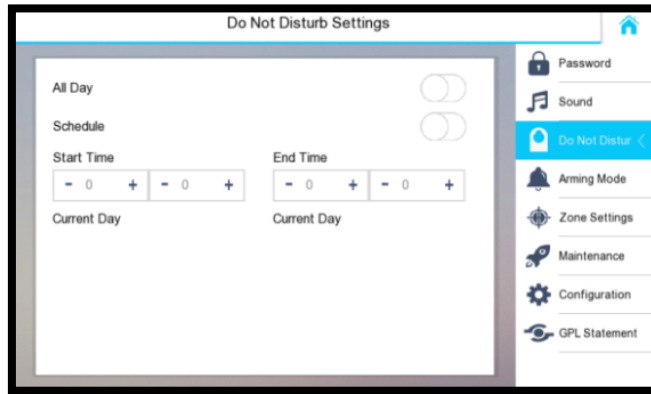 Do Not Disturb Settings
All Day
Schedule
Start Time
End Time
- 0 + - 0 +
- 0 + - 0 +
Current Day
Current Day
Password
Sound
Do Not Distur <
Arming Mode
Zone Settings
Maintenance
Configuration
GPL Statement